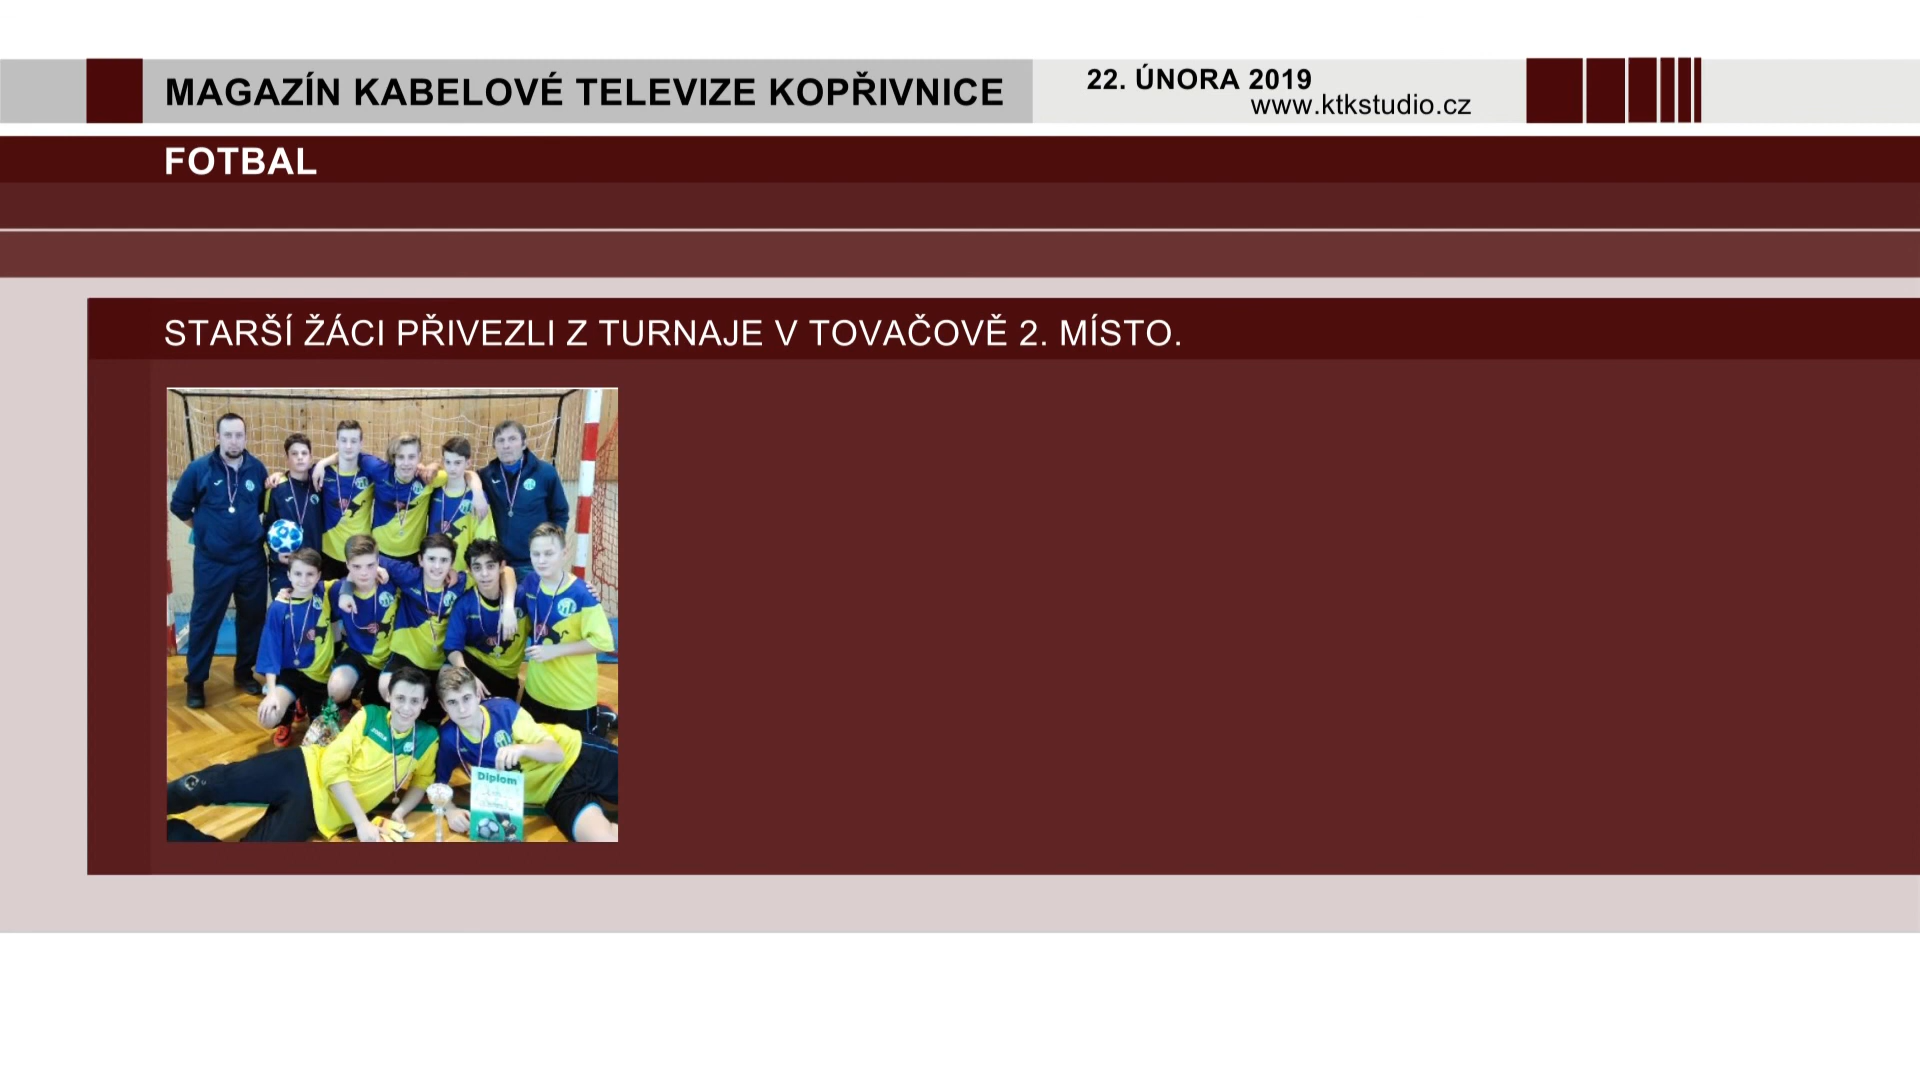 MAGAZÍN KABELOVÉ TELEVIZE KOPŘIVNICE
22. ÚNORA 2019
www.ktkstudio.cz
FOTBAL
STARŠÍ ŽÁCI PŘIVEZLI Z TURNAJE V TOVAČOVĚ 2. MÍSTO.
Diplom